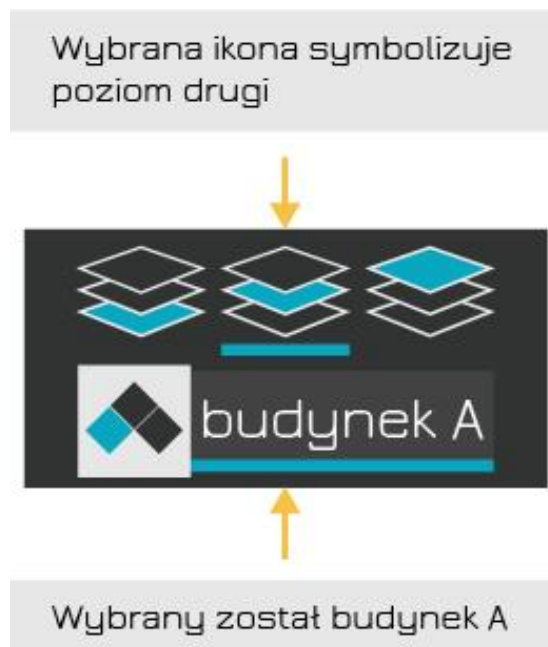 Wybrana ikona symbolizuje
poziom drugi
budynek A
Wybrany został budynek A